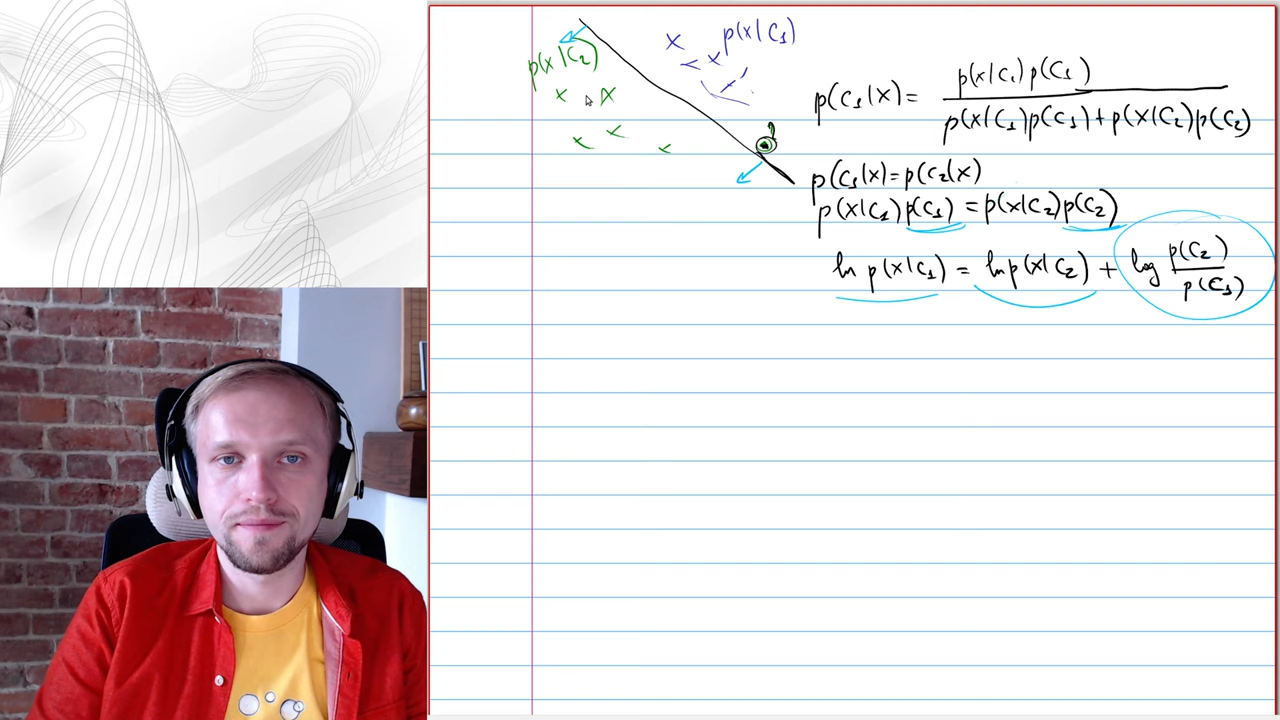 p(x|C₁)
p(x|C₂)
p(C₁|x) = p(x|C₁)p(C₁) / p(x|C₁)p(C₁)+p(x|C₂)p(C₂)
p(C₁(x)=p(C₂(x)
p(x|C₁)p(C₁) = p(x|C₂)p(C₂)
ln p(x|C₁) = ln p(x|C₂) + log p(C₂) / p(C₁)